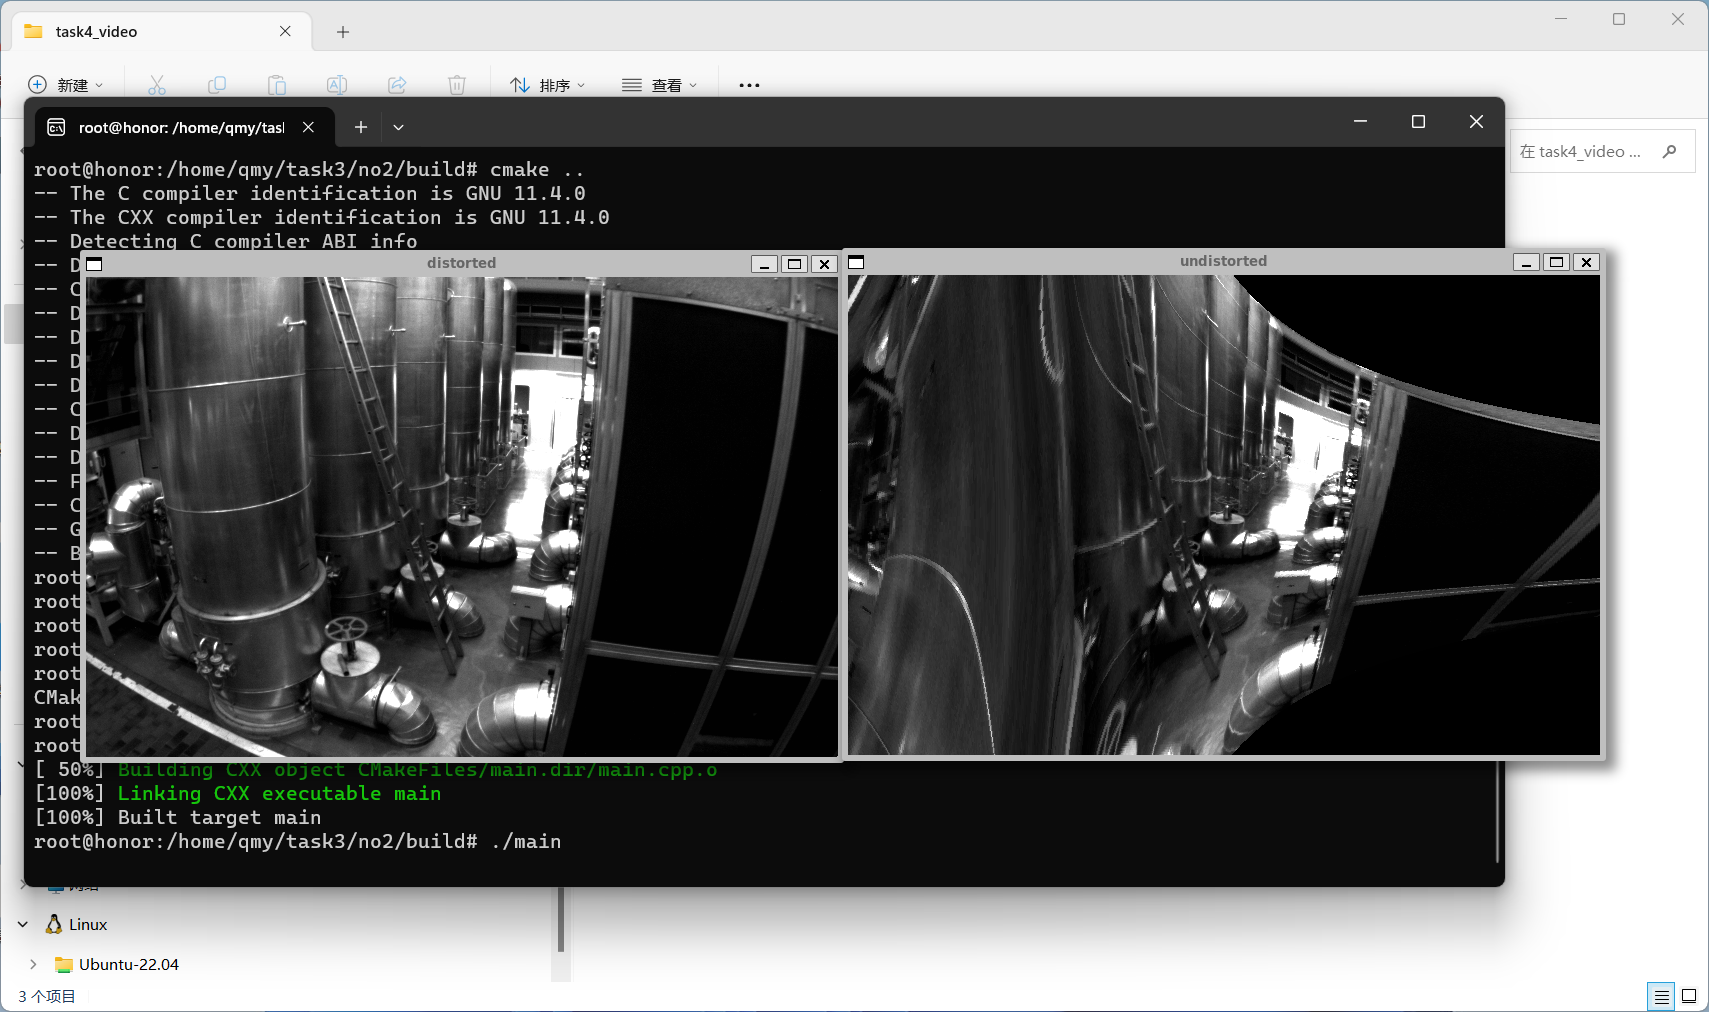 task4_video
新建
排序
查看
root@honor: /home/qmy/tas
在 task4_video ...
root@honor:/home/qmy/task3/no2/build# cmake ..
-- The C compiler identification is GNU 11.4.0
-- The CXX compiler identification is GNU 11.4.0
-- Detecting C compiler ABI info
distorted
undistorted
-- D
-- C
-- D
-- D
-- D
-- D
-- C
-- D
-- D
-- F
-- C
-- G
-- B
root
root
root
root
root
CMak
root
root
[ 50%] Building CXX object CMakeFiles/main.dir/main.cpp.o
[100%] Linking CXX executable main
[100%] Built target main
root@honor:/home/qmy/task3/no2/build# ./main
网络
Linux
Ubuntu-22.04
3 个项目